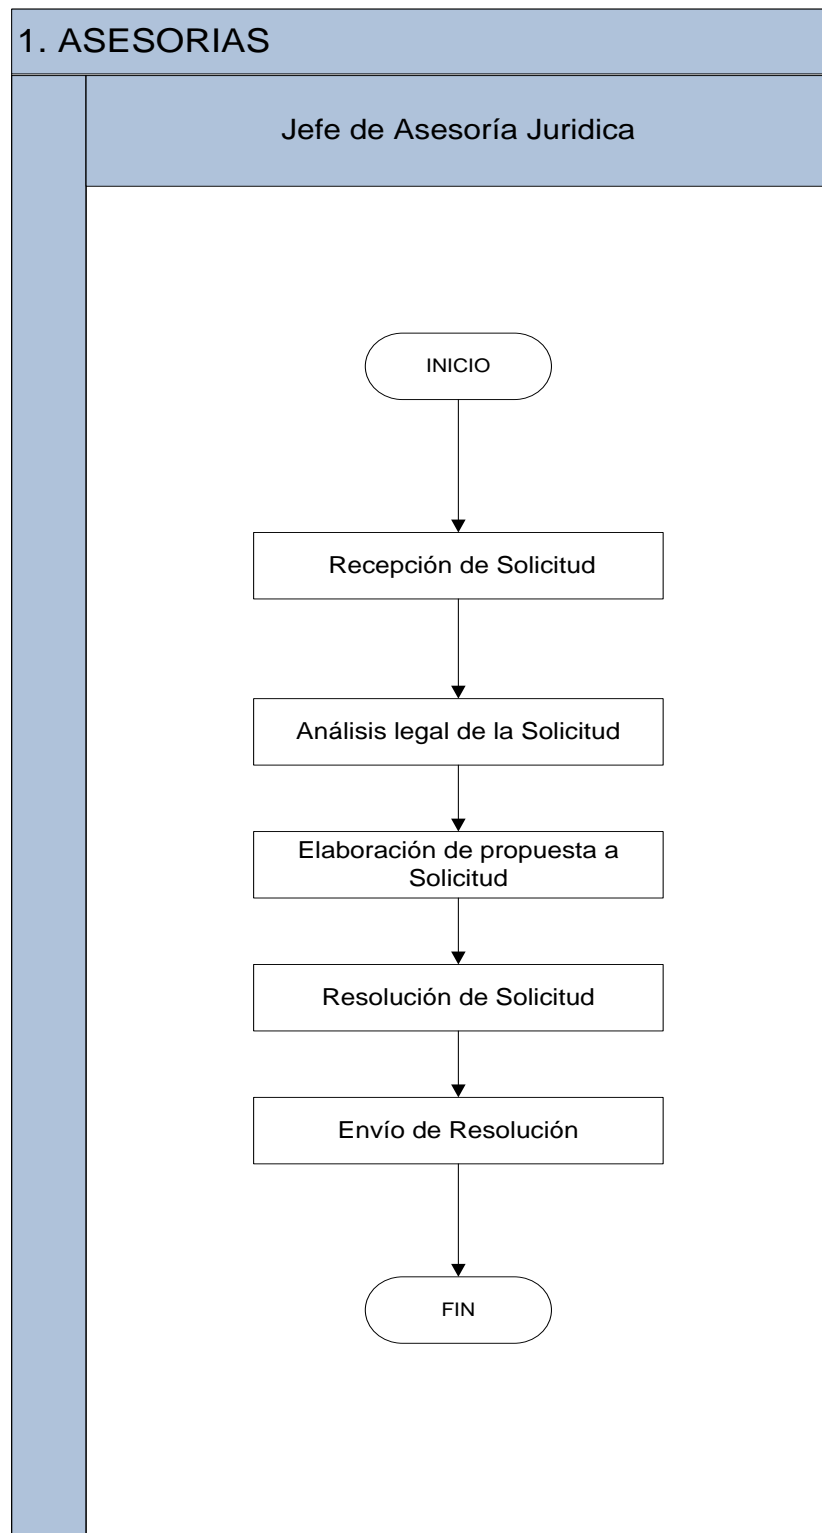 1. ASESORIAS
Jefe de Asesoría Juridica
INICIO
Recepción de Solicitud
Análisis legal de la Solicitud
Elaboración de propuesta a
Solicitud
Resolución de Solicitud
Envío de Resolución
FIN